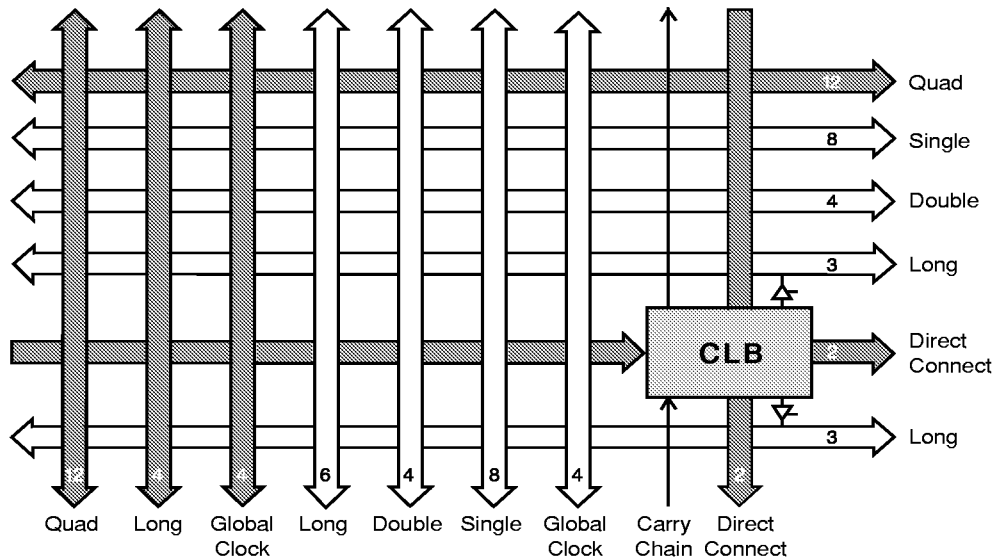 12
Quad
8
Single
4
Double
3
Long
CLB
2
Direct
Connect
3
Long
12
4
4
6
4
8
4
2
Quad
Long
Global
Clock
Long
Double
Single
Global
Clock
Carry
Chain
Direct
Connect